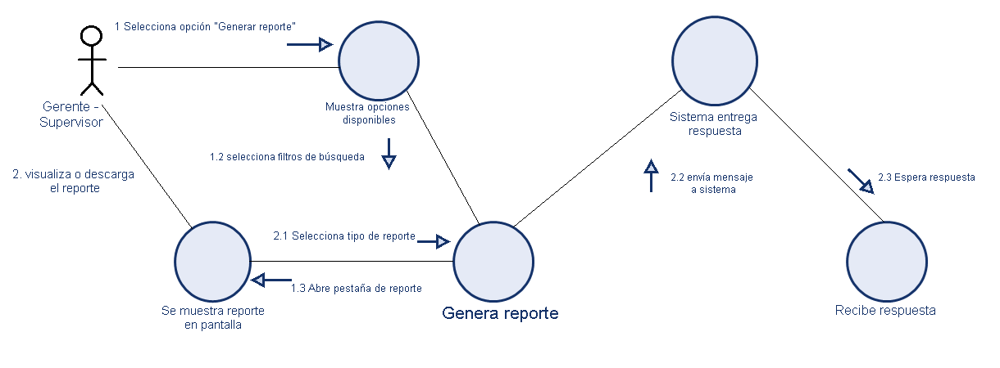 1 Selecciona opción "Generar reporte"
Gerente -
Supervisor
Muestra opciones
disponibles
Sistema entrega
respuesta
1.2 selecciona filtros de búsqueda
2. visualiza o descarga
el reporte
2.2 envía mensaje
a sistema
2.3 Espera respuesta
2.1 Selecciona tipo de reporte
1.3 Abre pestaña de reporte
Se muestra reporte
en pantalla
Genera reporte
Recibe respuesta